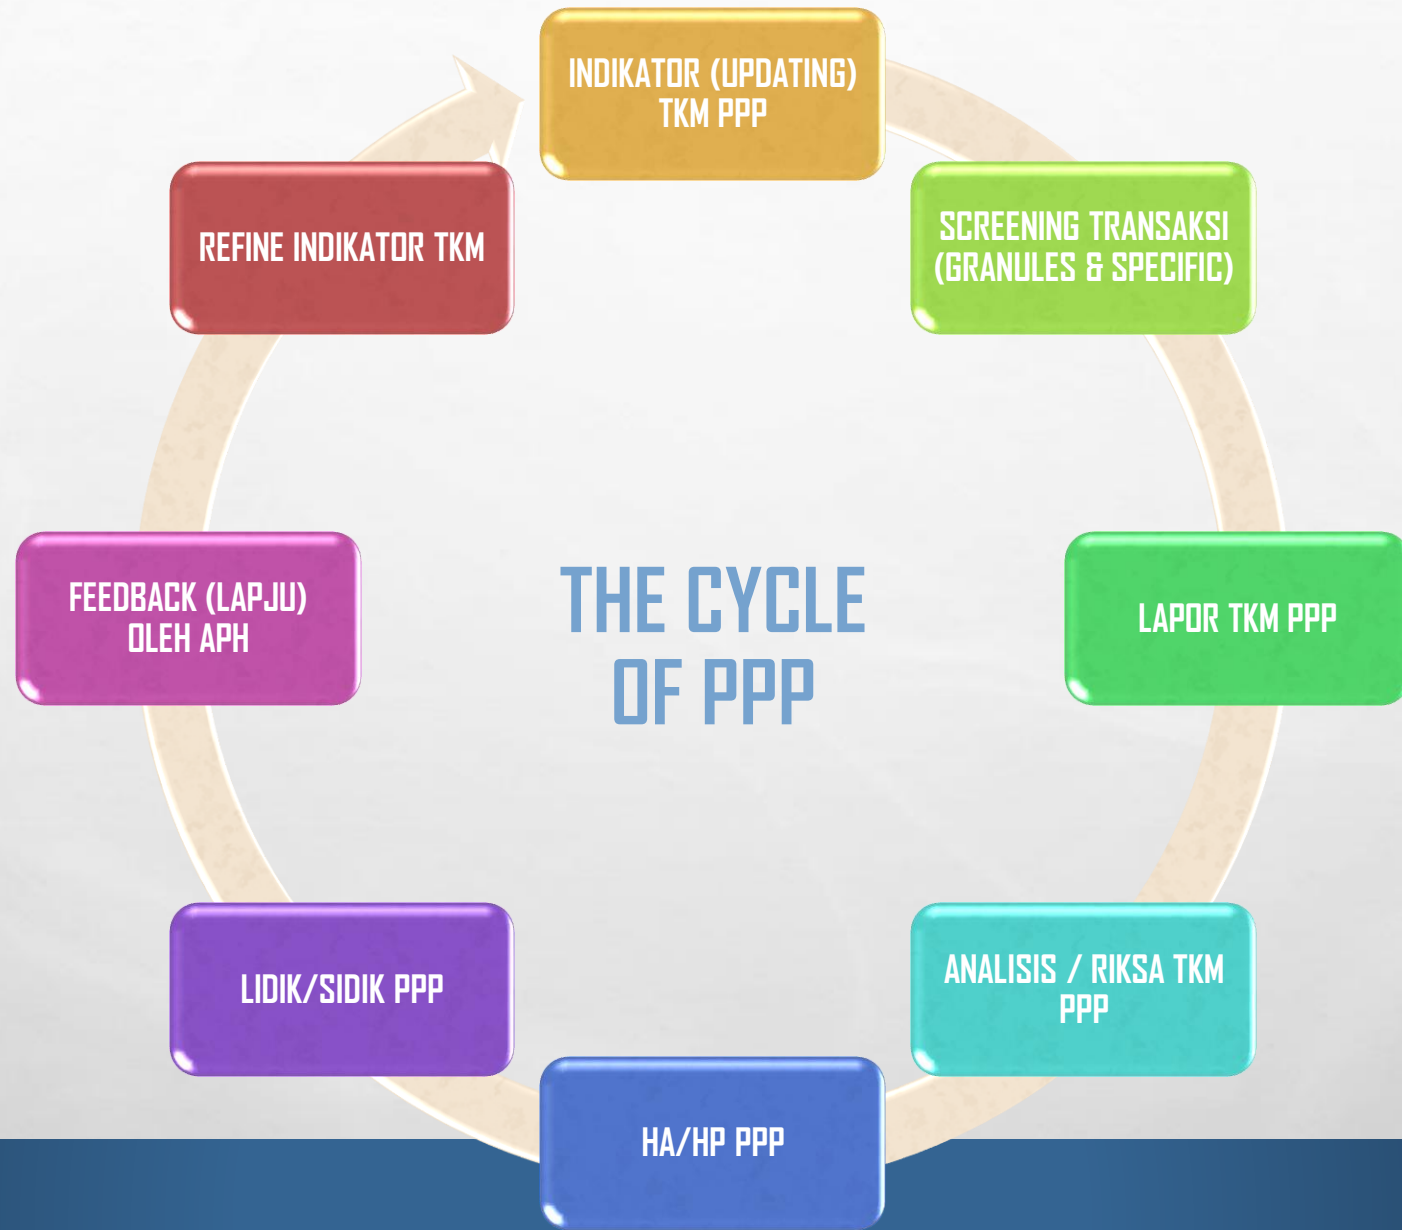 INDIKATOR (UPDATING)
TKM PPP
SCREENING TRANSAKSI
(GRANULES & SPECIFIC)
LAPOR TKM PPP
ANALISIS / RIKSA TKM
PPP
HA/HP PPP
LIDIK/SIDIK PPP
FEEDBACK (LAPJU)
OLEH APH
REFINE INDIKATOR TKM
THE CYCLE
OF PPP